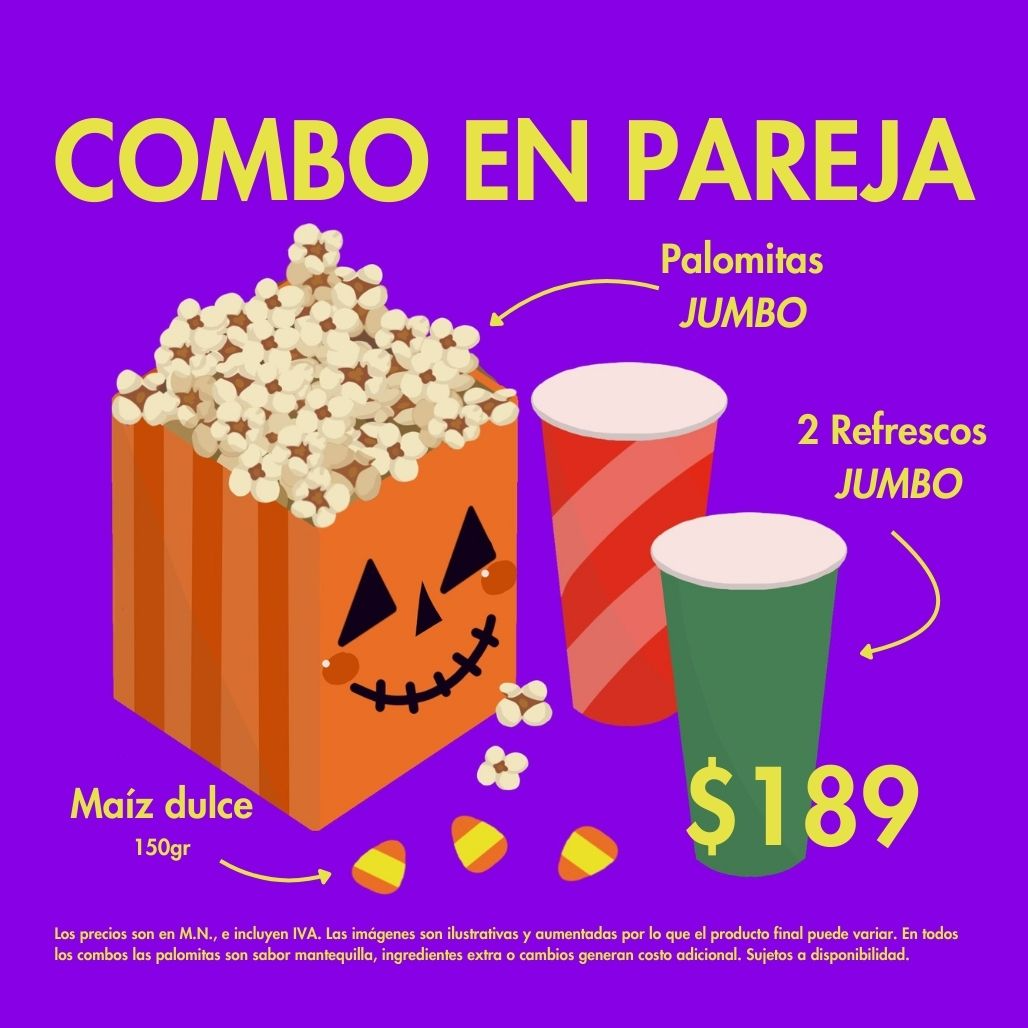 COMBO EN PAREJA
Palomitas
JUMBO
2 Refrescos
JUMBO
$189
Maíz dulce
150gr
Los precios son en M.N., e incluyen IVA. Las imágenes son ilustrativas y aumentadas por lo que el producto final puede variar. En todos
los combos las palomitas son sabor mantequilla, ingredientes extra o cambios generan costo adicional. Sujetos a disponibilidad.